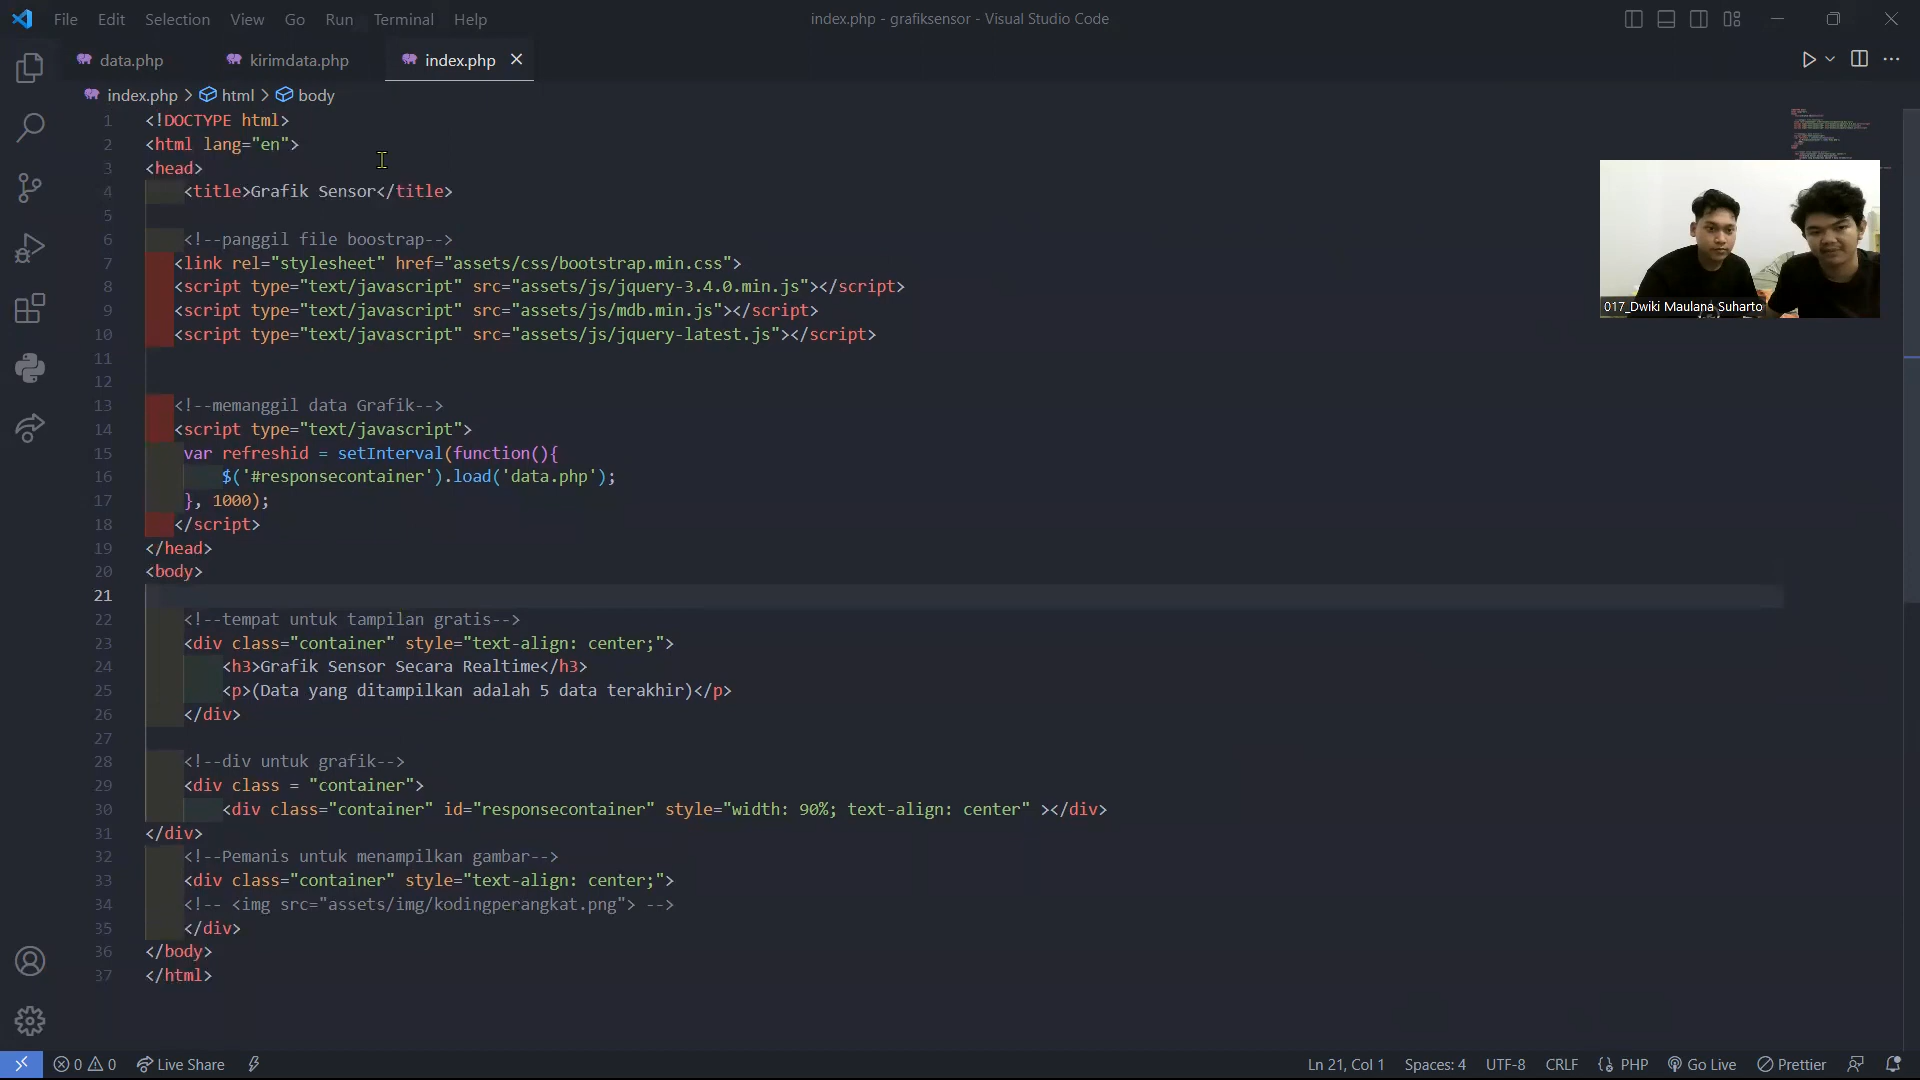 File Edit Selection View Go Run Terminal Help
index.php - grafiksensor - Visual Studio Code
data.php kirimdata.php index.php
index.php > html > body
1 <!DOCTYPE html>
2 <html lang="en">
3 <head>
4 <title>Grafik Sensor</title>
5
6 <!--panggil file boostrap-->
7 <link rel="stylesheet" href="assets/css/bootstrap.min.css">
8 <script type="text/javascript" src="assets/js/jquery-3.4.0.min.js"></script>
9 <script type="text/javascript" src="assets/js/mdb.min.js"></script>
10 <script type="text/javascript" src="assets/js/jquery-latest.js"></script>
11
12
13 <!--memanggil data Grafik-->
14 <script type="text/javascript">
15 var refreshid = setInterval(function(){
16 $('#responsecontainer').load('data.php');
17 }, 1000);
18 </script>
19 </head>
20 <body>
21
22 <!--tempat untuk tampilan gratis-->
23 <div class="container" style="text-align: center;">
24 <h3>Grafik Sensor Secara Realtime</h3>
25 <p>(Data yang ditampilkan adalah 5 data terakhir)</p>
26 </div>
27
28 <!--div untuk grafik-->
29 <div class = "container">
30 <div class="container" id="responsecontainer" style="width: 90%; text-align: center" ></div>
31 </div>
32 <!--Pemanis untuk menampilkan gambar-->
33 <div class="container" style="text-align: center;">
34 <!-- <img src="assets/img/kodingperangkat.png"> -->
35 </div>
36 </body>
37 </html>
017_Dwiki Maulana Suharto
0 0 Live Share Ln 21, Col 1 Spaces: 4 UTF-8 CRLF PHP Go Live Prettier